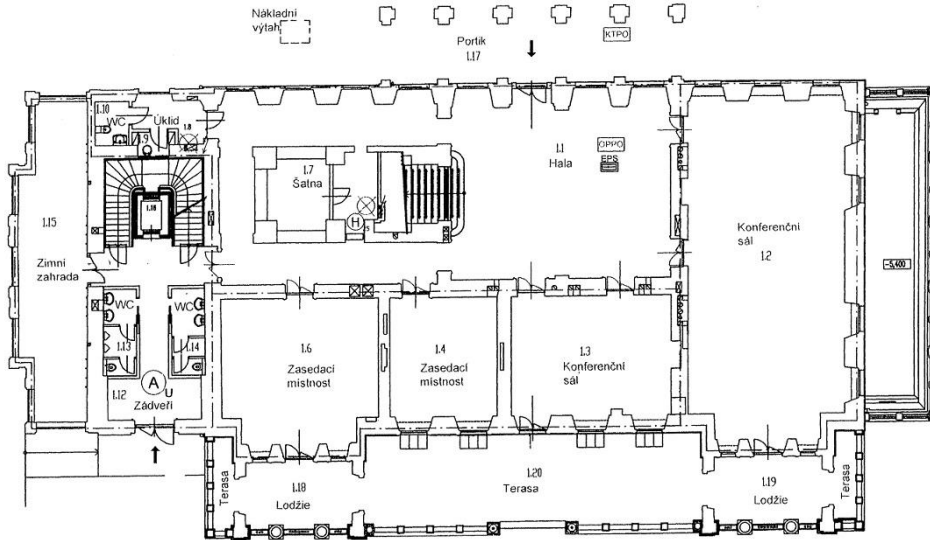 Nákladní
výtah
Portik
1.17
KTPO
1.10
WC
Úklid
1.9
1.8
1.1
Hala
OPPO
EPS
1.7
Šatna
H
1.16
1.15
Zimní
zahrada
Konferenční
sál
1.2
-5,400
WC
WC
1.13
1.14
A
U
1.12
Zádveří
1.6
Zasedací
místnost
1.4
Zasedací
místnost
1.3
Konferenční
sál
Terasa
1.18
Lodžie
1.20
Terasa
1.19
Lodžie
Terasa